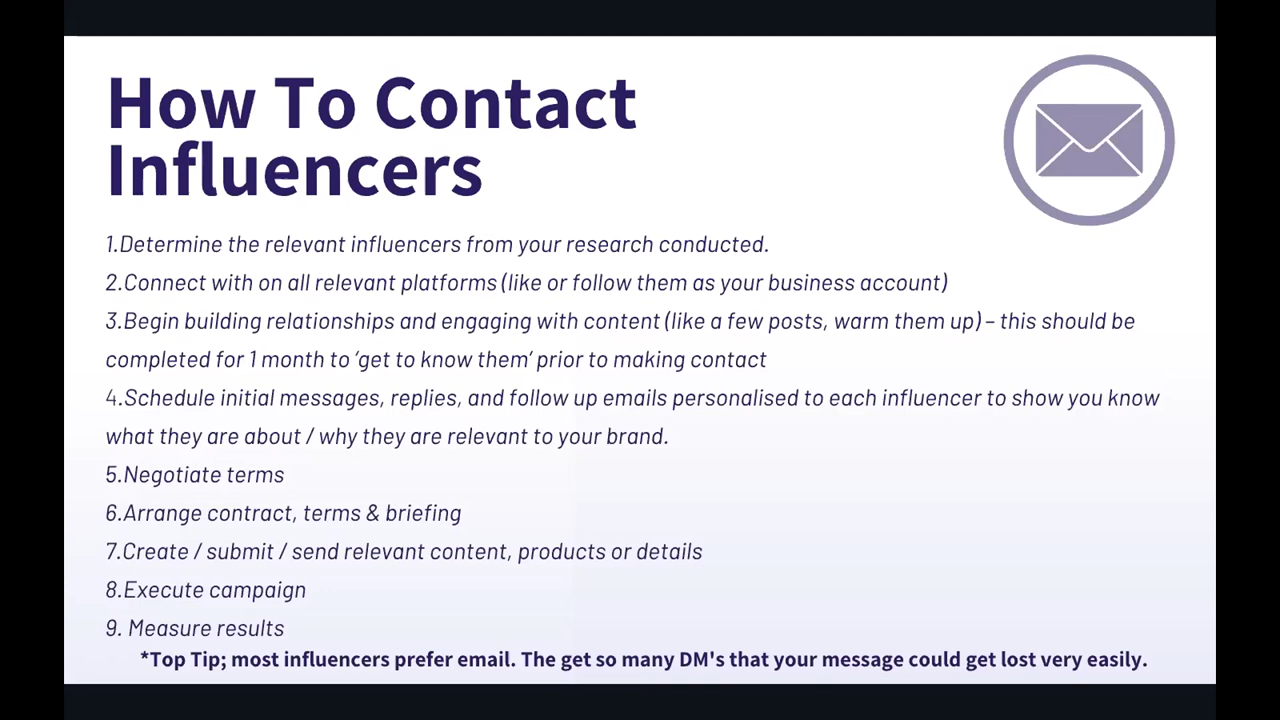 How To Contact
Influencers
1.Determine the relevant influencers from your research conducted.
2.Connect with on all relevant platforms (like or follow them as your business account)
3.Begin building relationships and engaging with content (like a few posts, warm them up) – this should be
completed for 1 month to ‘get to know them’ prior to making contact
4.Schedule initial messages, replies, and follow up emails personalised to each influencer to show you know
what they are about / why they are relevant to your brand.
5.Negotiate terms
6.Arrange contract, terms & briefing
7.Create / submit / send relevant content, products or details
8.Execute campaign
9. Measure results
*Top Tip; most influencers prefer email. The get so many DM's that your message could get lost very easily.